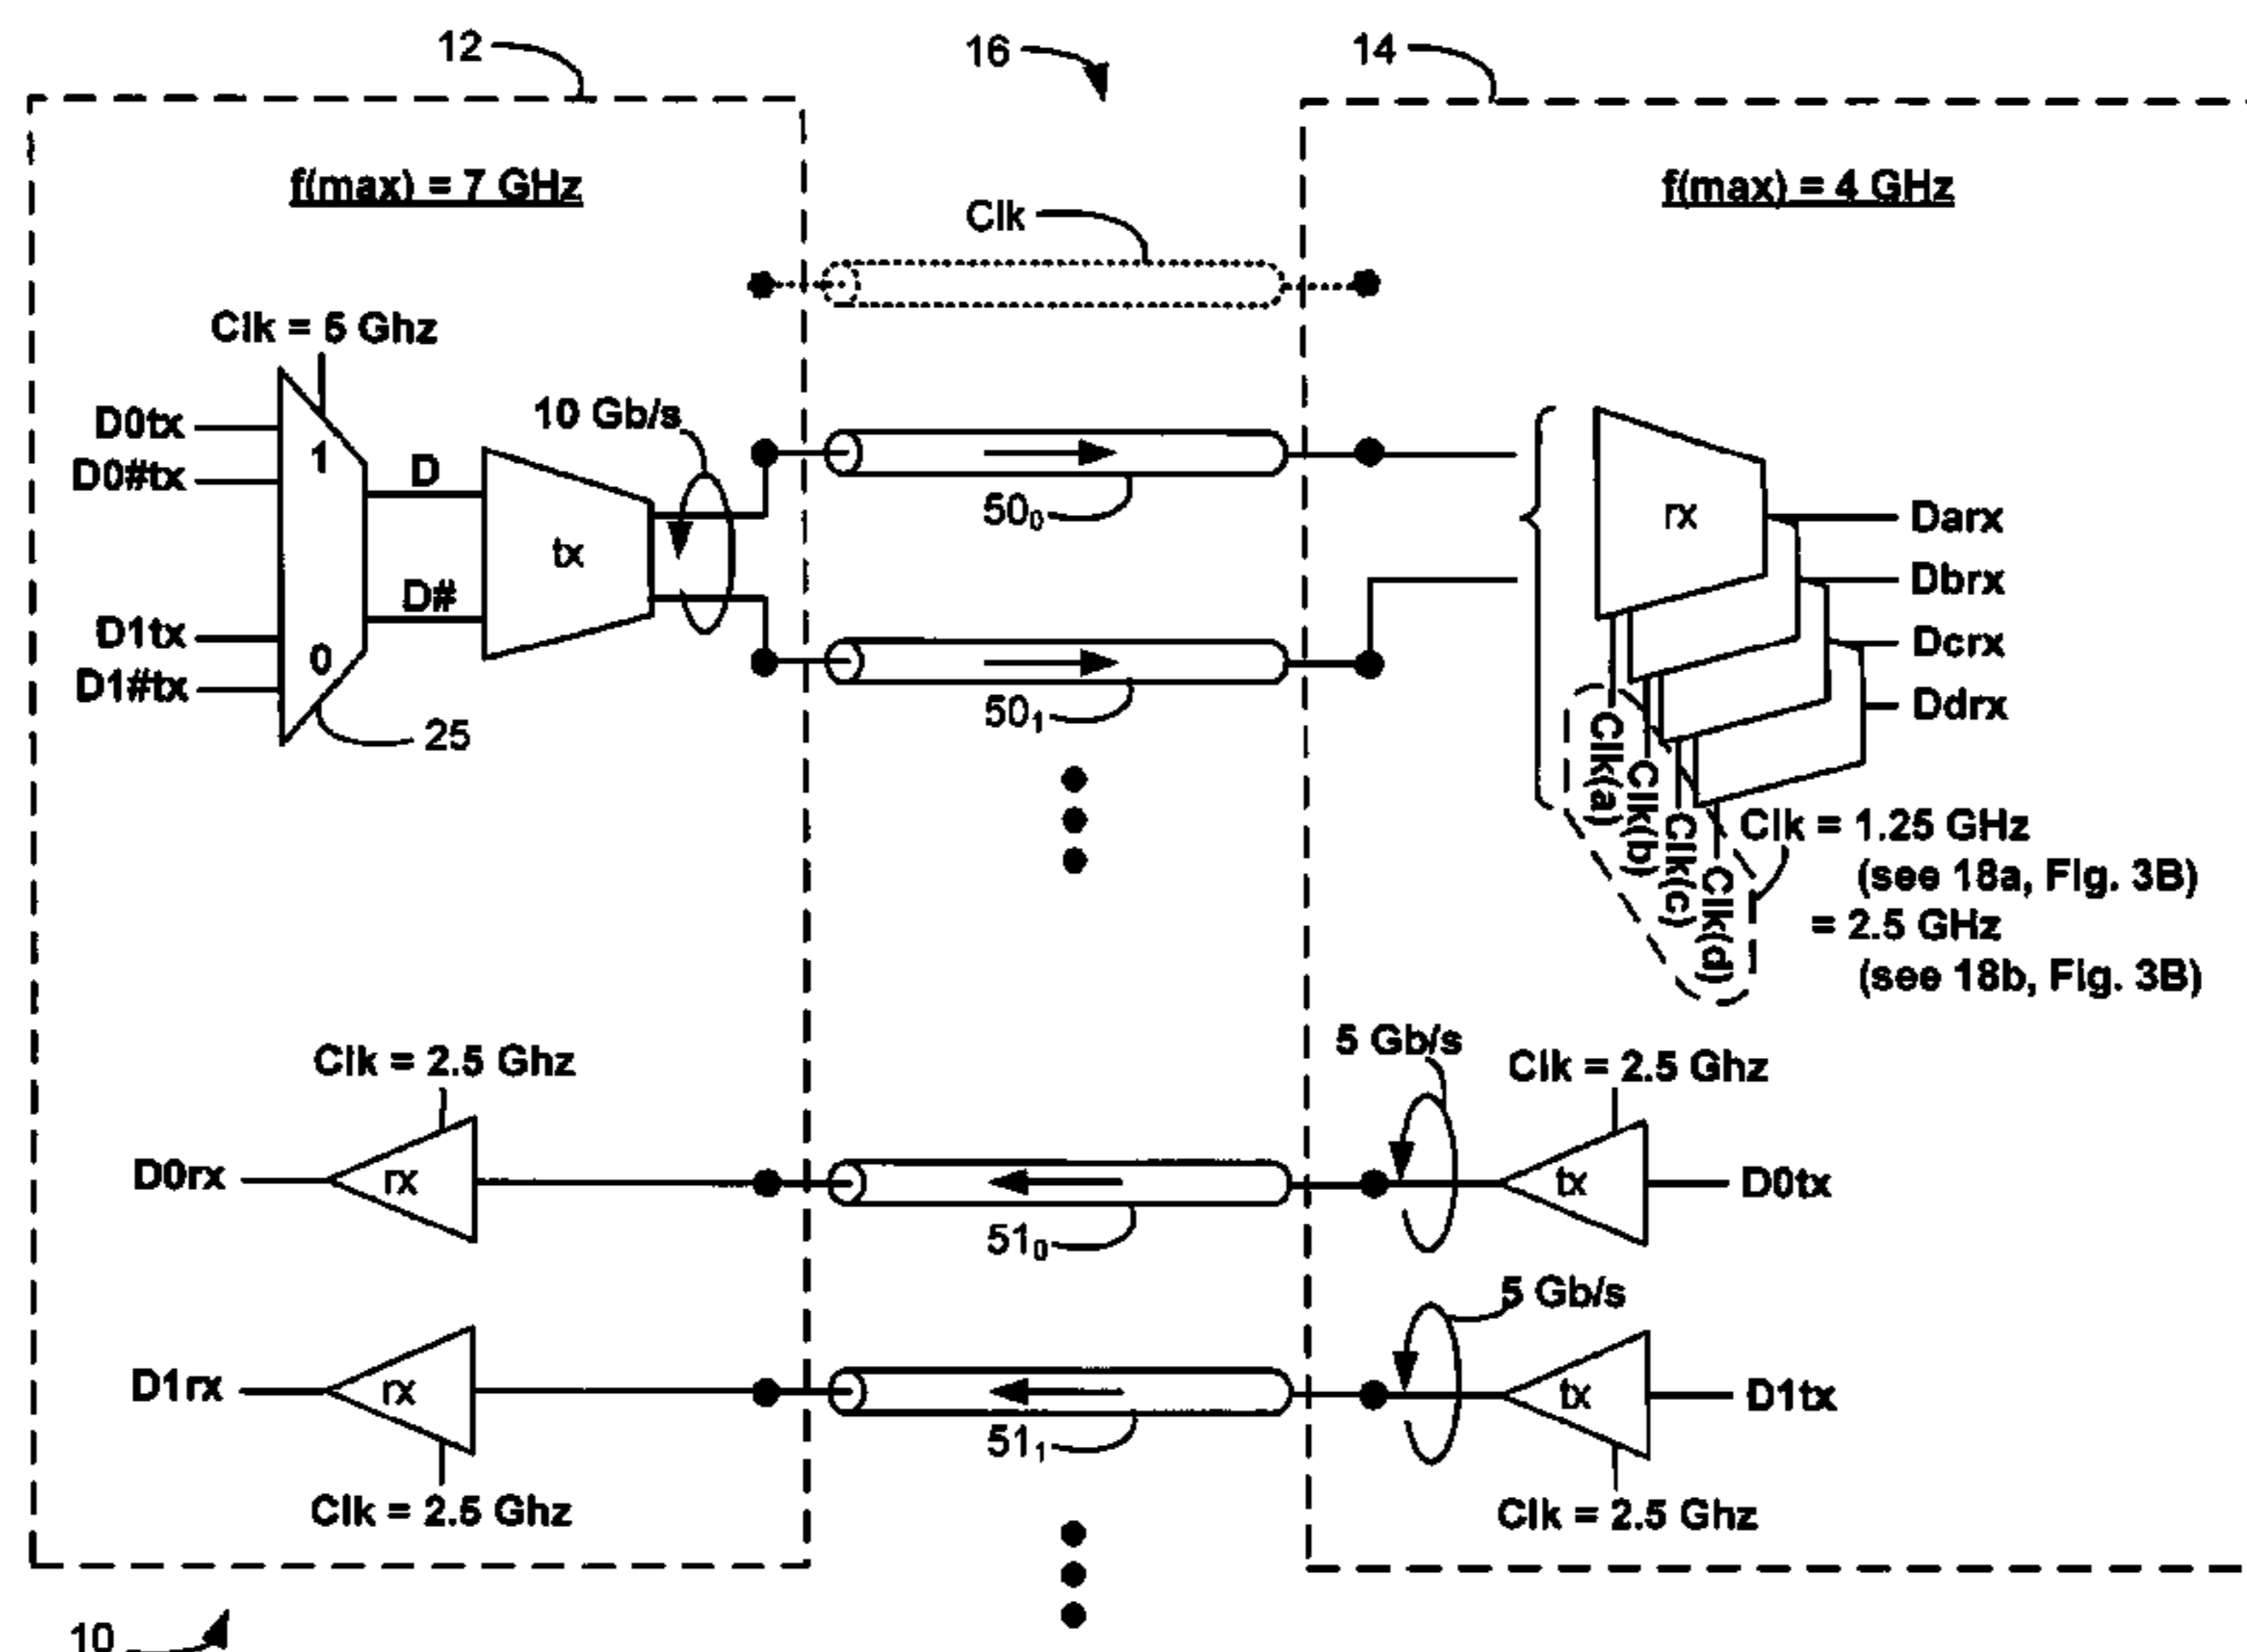 12
16
14
f(max) = 7 GHz
f(max) = 4 GHz
Clk
Clk = 5 Ghz
D0tx
D0#tx
D1tx
D1#tx
1
0
D
D#
25
tx
10 Gb/s
50₀
50₁
rx
Darx
Dbrx
Dcrx
Ddrx
Clk(a)
Clk(b)
Clk(c)
Clk(d)
Clk = 1.25 GHz
(see 18a, Fig. 3B)
= 2.5 GHz
(see 18b, Fig. 3B)
Clk = 2.5 Ghz
D0rx
rx
51₀
5 Gb/s
Clk = 2.5 Ghz
tx
D0tx
D1rx
rx
Clk = 2.5 Ghz
51₁
5 Gb/s
tx
D1tx
Clk = 2.5 Ghz
10